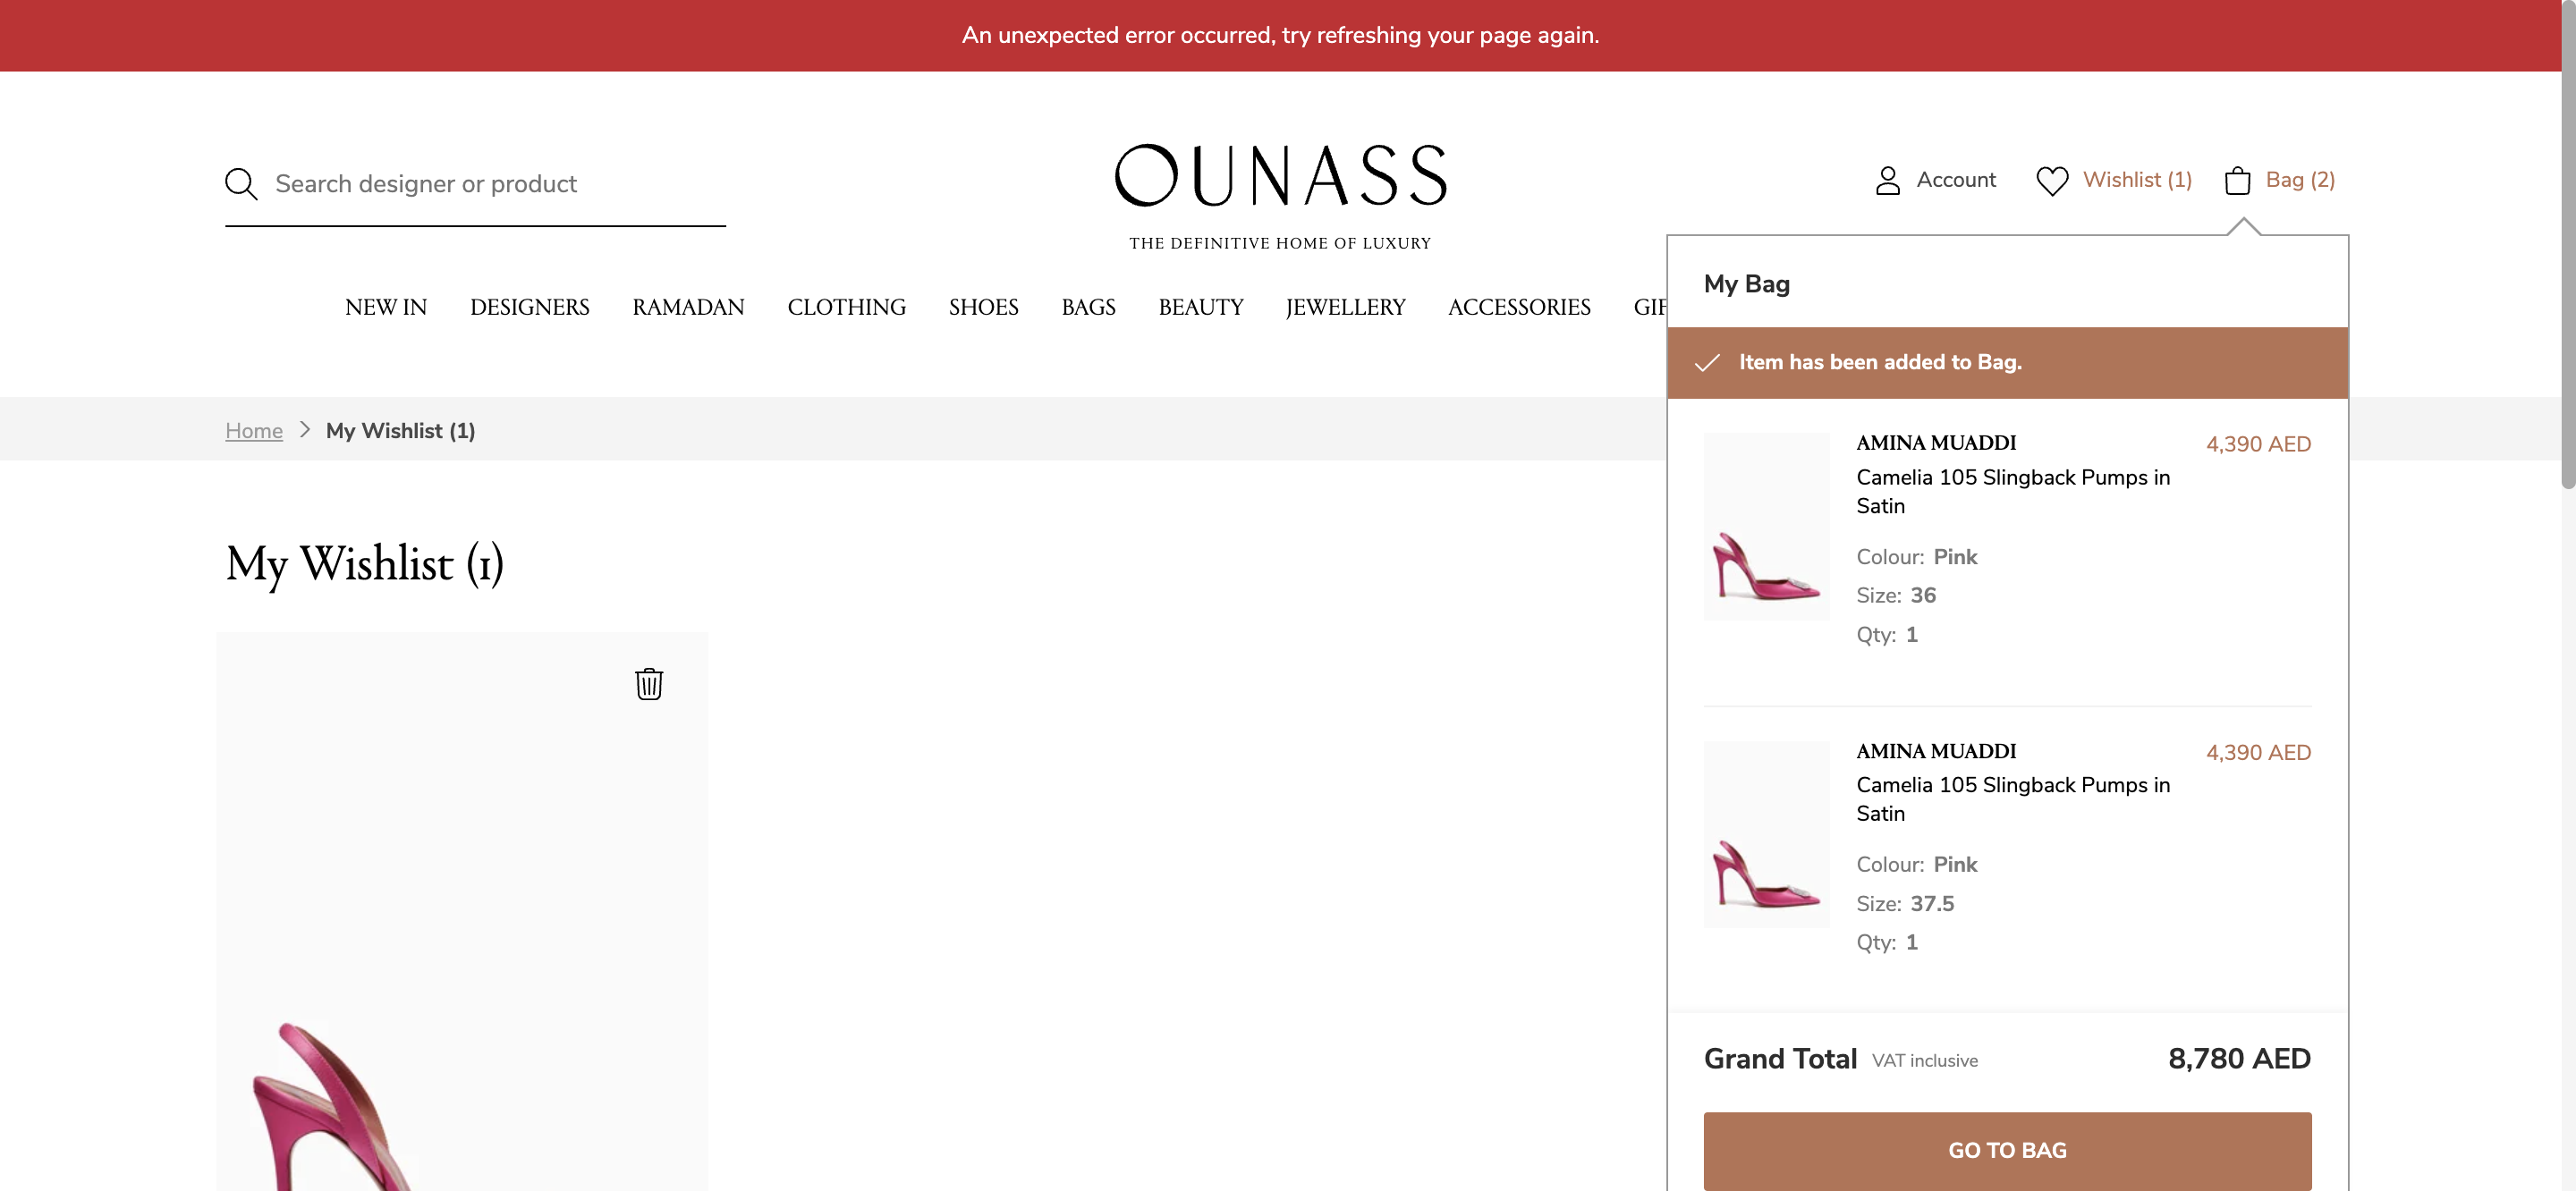 An unexpected error occurred, try refreshing your page again.
Search designer or product
OUNASS
THE DEFINITIVE HOME OF LUXURY
Account
Wishlist (1)
Bag (2)
NEW IN
DESIGNERS
RAMADAN
CLOTHING
SHOES
BAGS
BEAUTY
JEWELLERY
ACCESSORIES
My Bag
Item has been added to Bag.
Home
My Wishlist (1)
AMINA MUADDI
4,390 AED
Camelia 105 Slingback Pumps in
Satin
Colour: Pink
Size: 36
Qty: 1
My Wishlist (1)
AMINA MUADDI
4,390 AED
Camelia 105 Slingback Pumps in
Satin
Colour: Pink
Size: 37.5
Qty: 1
Grand Total VAT inclusive
8,780 AED
GO TO BAG